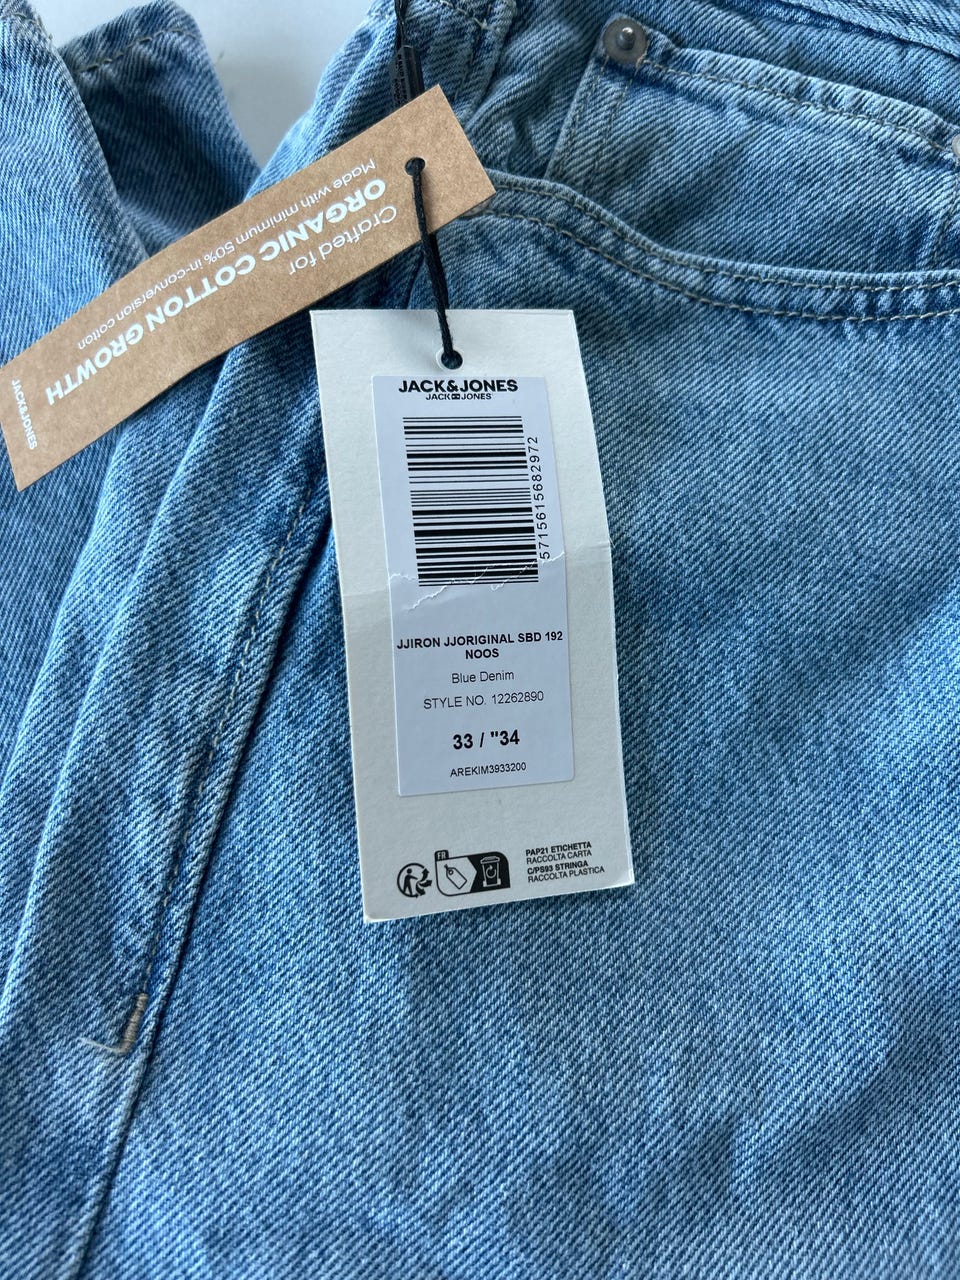 Crafted for
ORGANIC COTTON GROWTH
Made with minimum 50% in-conversion cotton
JACK&JONES
JACK&JONES
JACK JONES
5715615682972
JJIRON JJORIGINAL SBD 192
NOOS
Blue Denim
STYLE NO. 12262890
33 / "34
AREKIM3933200
FR
PAP21 ETICHETTA
RACCOLTA CARTA
C/PS93 STRINGA
RACCOLTA PLASTICA